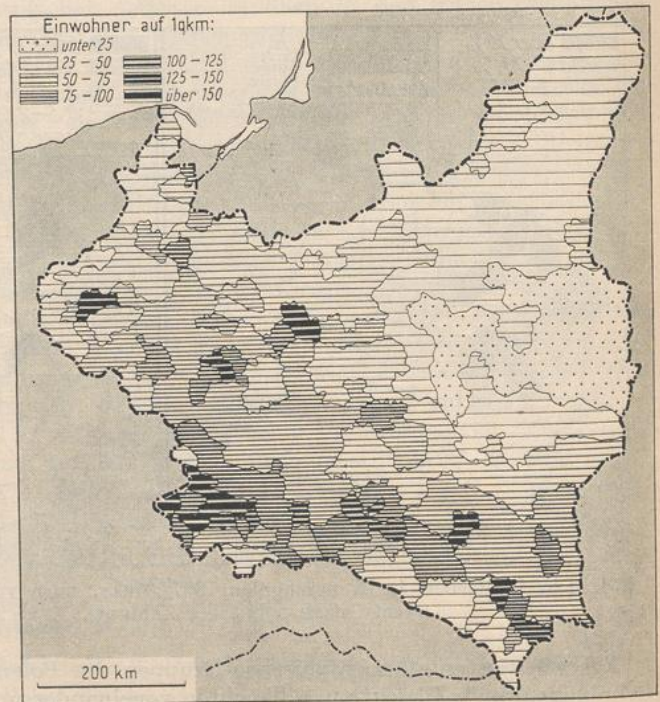 Einwohner auf 1qkm:
unter 25
25 - 50
50 - 75
75 - 100
100 - 125
125 - 150
über 150
200 km